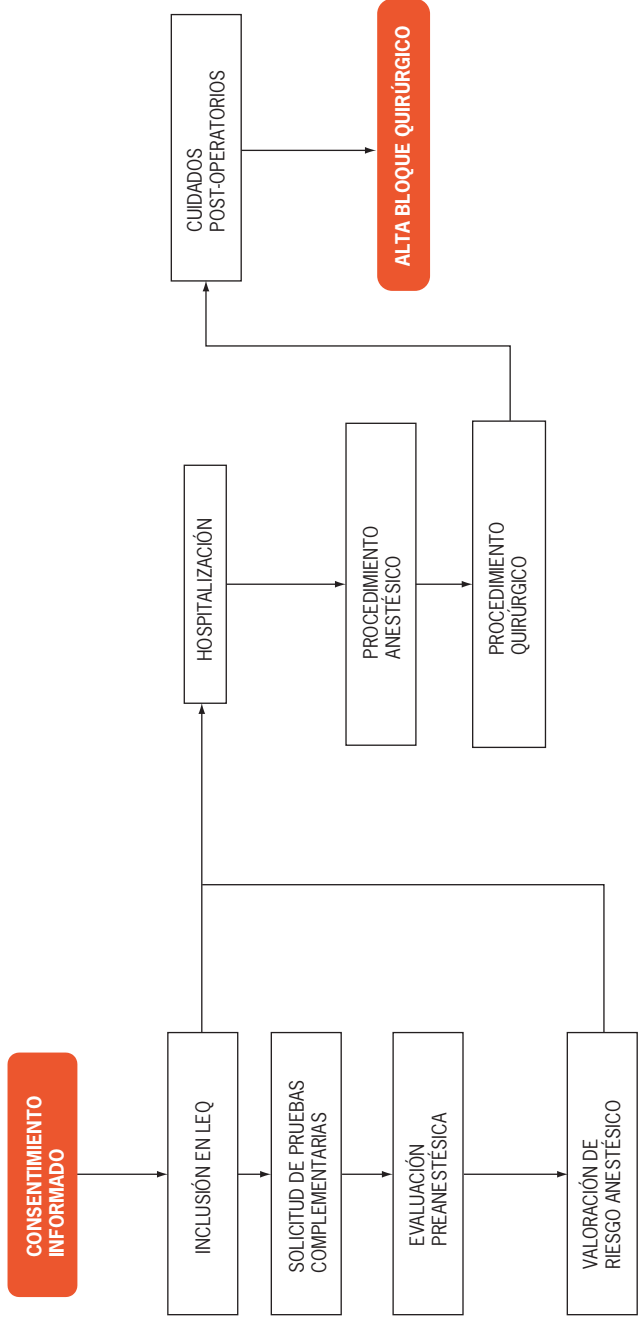 CONSENTIMIENTO
INFORMADO
INCLUSIÓN EN LEQ
SOLICITUD DE PRUEBAS
COMPLEMENTARIAS
EVALUACIÓN
PREANESTÉSICA
VALORACIÓN DE
RIESGO ANESTÉSICO
HOSPITALIZACIÓN
PROCEDIMIENTO
ANESTÉSICO
PROCEDIMIENTO
QUIRÚRGICO
CUIDADOS
POST-OPERATORIOS
ALTA BLOQUE QUIRÚRGICO